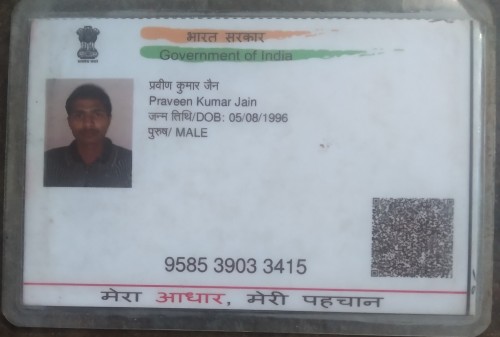 भारत सरकार
Government of India
प्रवीण कुमार जैन
Praveen Kumar Jain
जन्म तिथि/DOB: 05/08/1996
पुरुष/ MALE
9585 3903 3415
मेरा आधार, मेरी पहचान